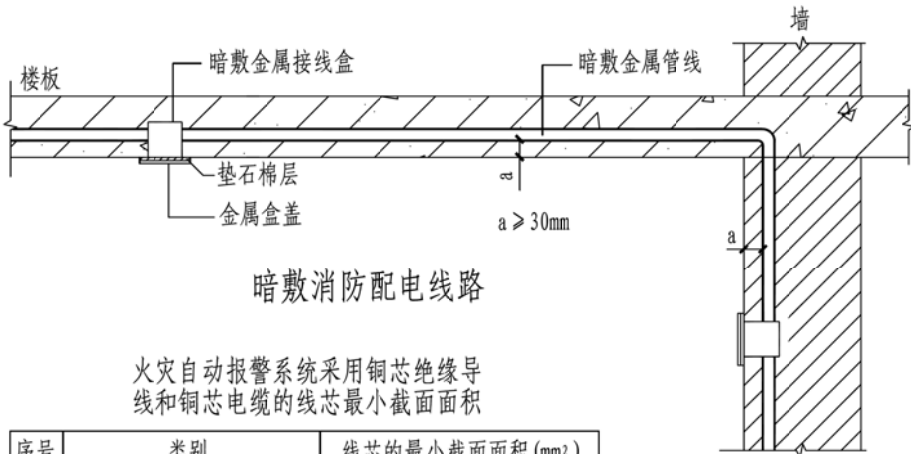 墙
暗敷金属接线盒
暗敷金属管线
楼板
垫石棉层
金属盒盖
a
a ≥ 30mm
a
暗敷消防配电线路
火灾自动报警系统采用铜芯绝缘导
线和铜芯电缆的线芯最小截面面积
序号 类别 线芯的最小截面面积(mm²)